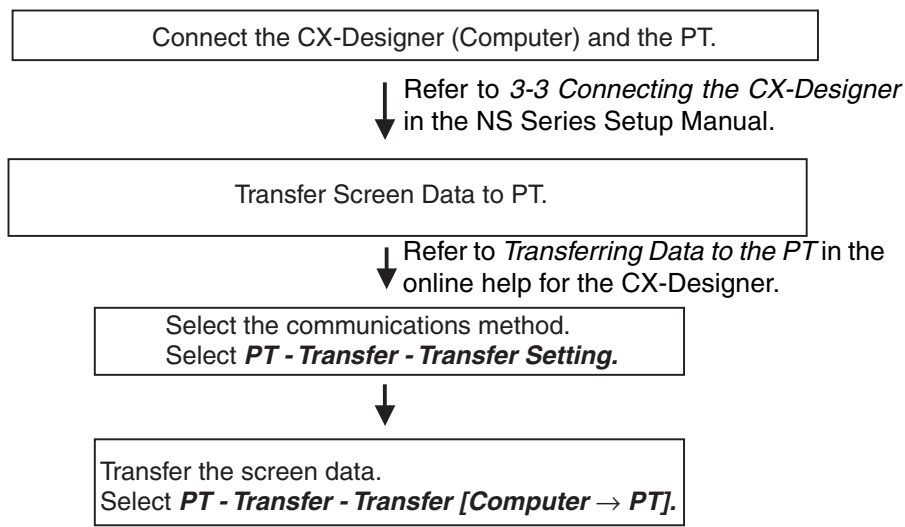 Connect the CX-Designer (Computer) and the PT.
Refer to 3-3 Connecting the CX-Designer
in the NS Series Setup Manual.
Transfer Screen Data to PT.
Refer to Transferring Data to the PT in the
online help for the CX-Designer.
Select the communications method.
Select PT - Transfer - Transfer Setting.
Transfer the screen data.
Select PT - Transfer - Transfer [Computer → PT].